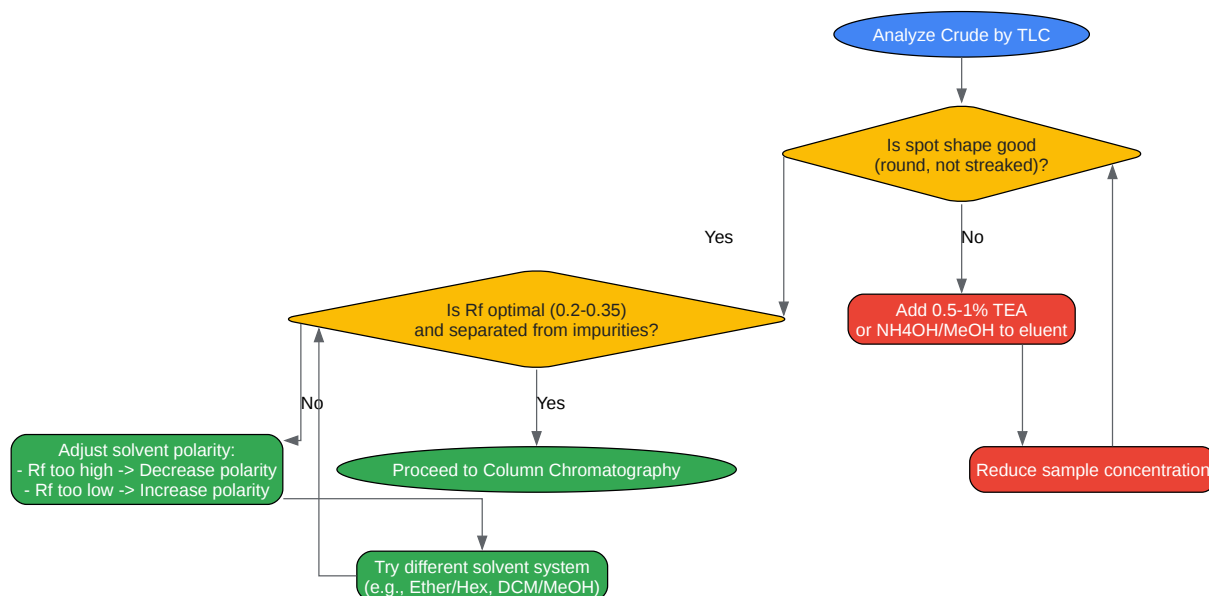 Analyze Crude by TLC
Is spot shape good
(round, not streaked)?
Yes
No
Is Rf optimal (0.2-0.35)
and separated from impurities?
Add 0.5-1% TEA
or NH4OH/MeOH to eluent
No
Yes
Adjust solvent polarity:
- Rf too high -> Decrease polarity
- Rf too low -> Increase polarity
Proceed to Column Chromatography
Reduce sample concentration
Try different solvent system
(e.g., Ether/Hex, DCM/MeOH)